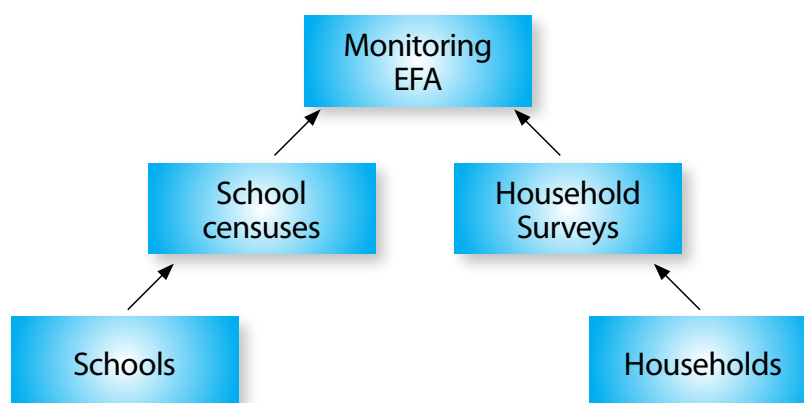 Monitoring
EFA
School
censuses
Household
Surveys
Schools
Households